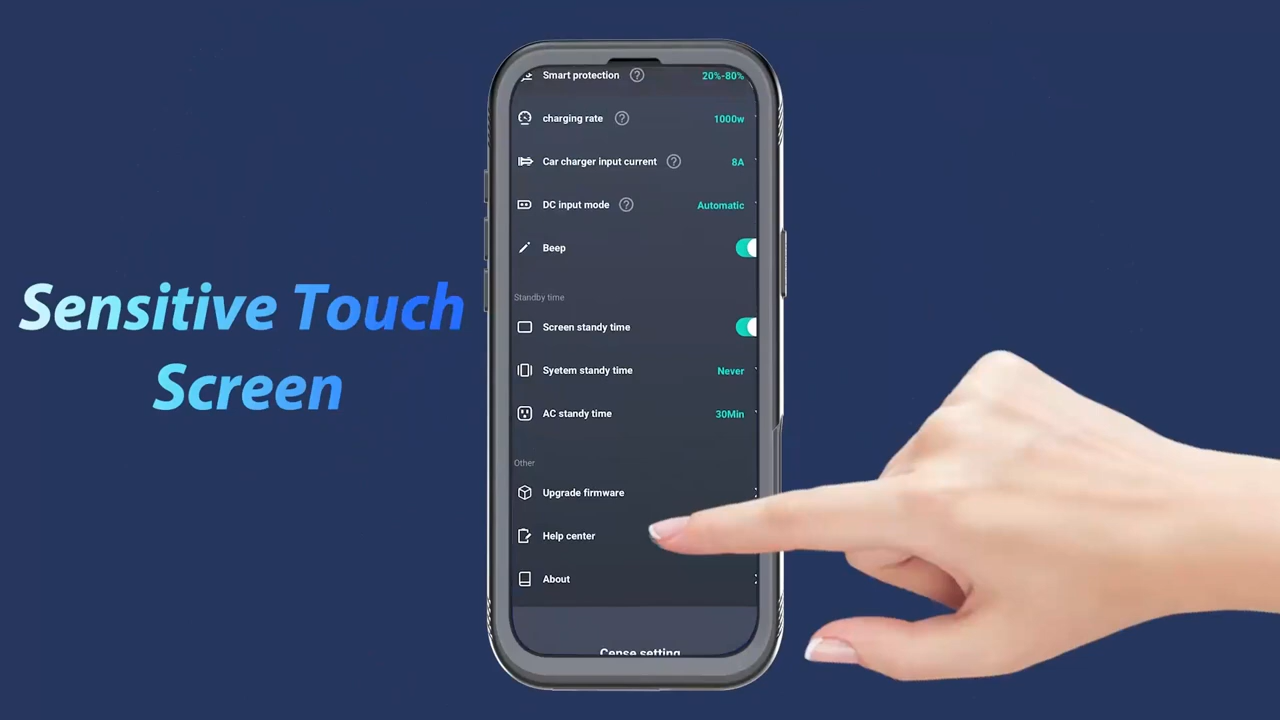 Sensitive Touch
Screen
Smart protection ? 20%-80%
charging rate ? 1000w
Car charger input current ? 8A
DC input mode ? Automatic
Beep
Standby time
Screen standy time
Syetem standy time Never
AC standy time 30Min
Other
Upgrade firmware
Help center
About
Cense setting